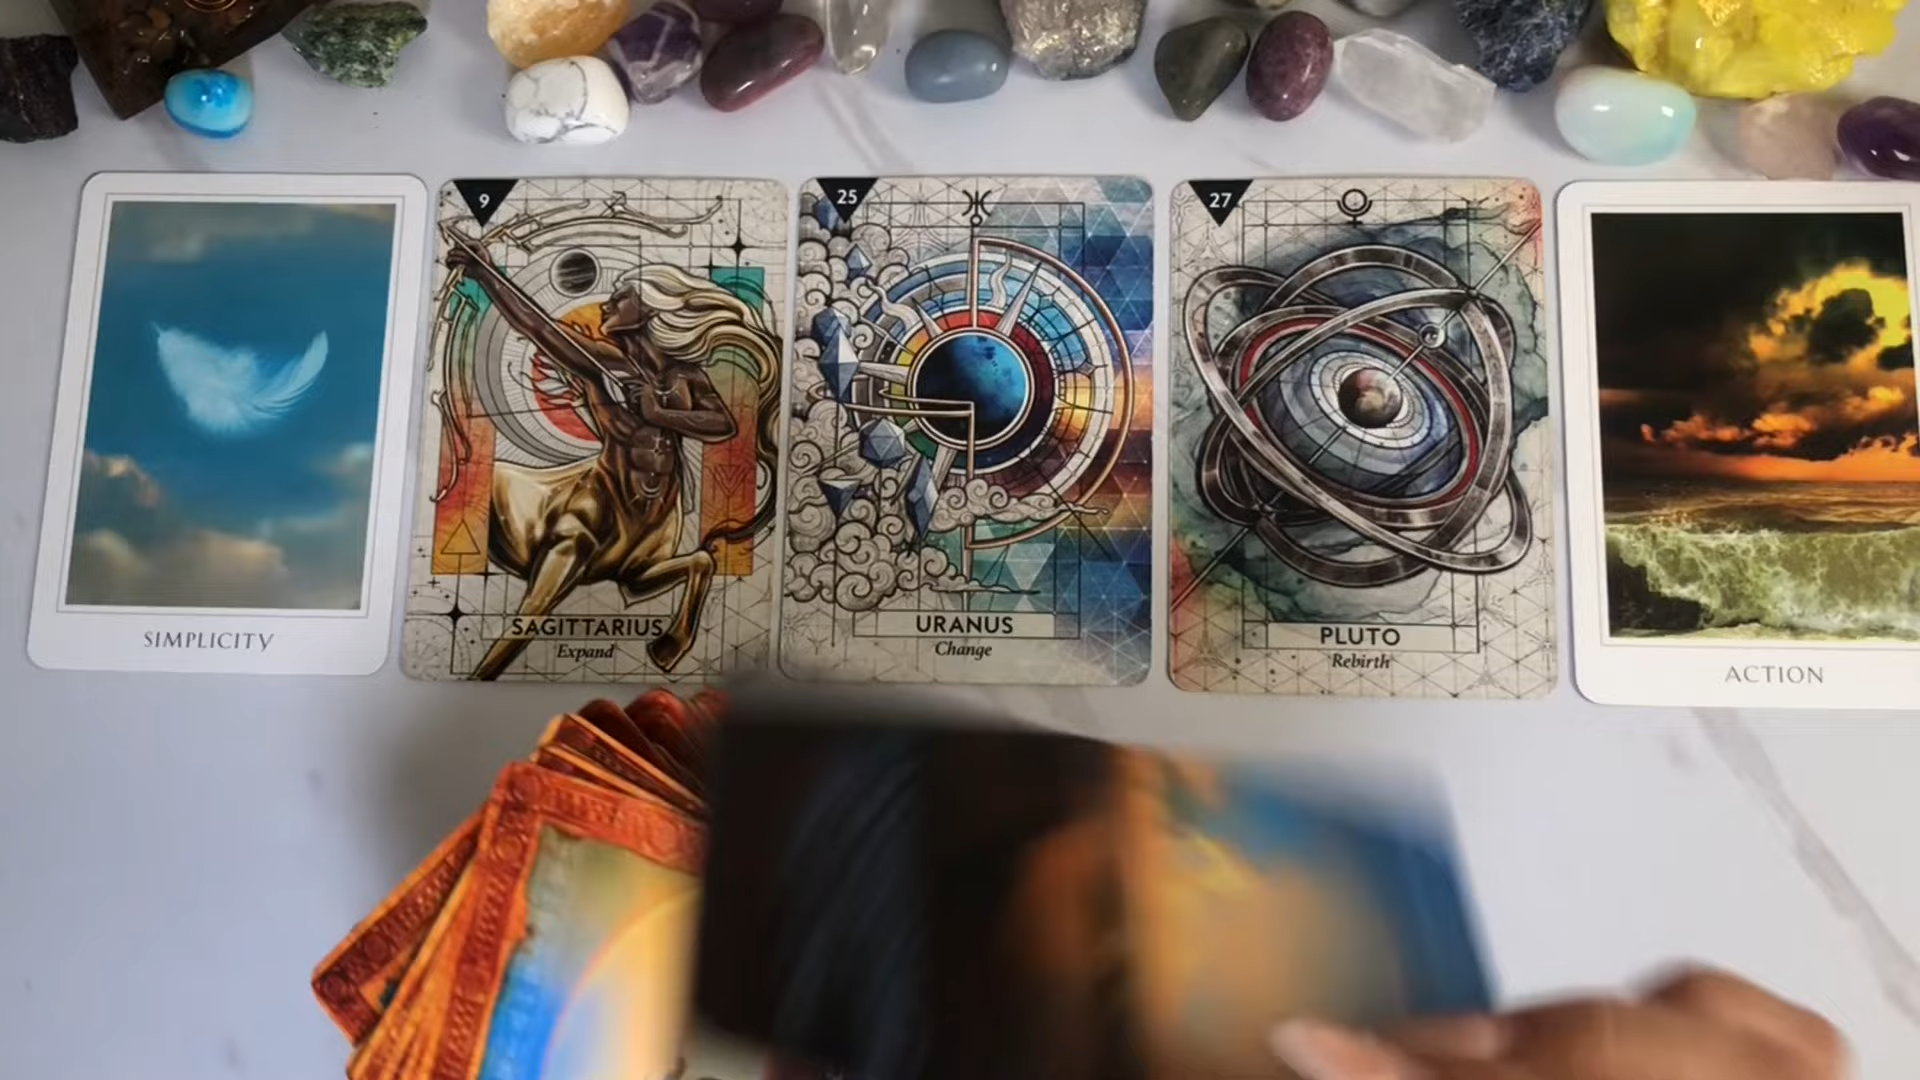 SIMPLICITY
9
SAGITTARIUS
Expand
25
URANUS
Change
27
PLUTO
Rebirth
ACTION